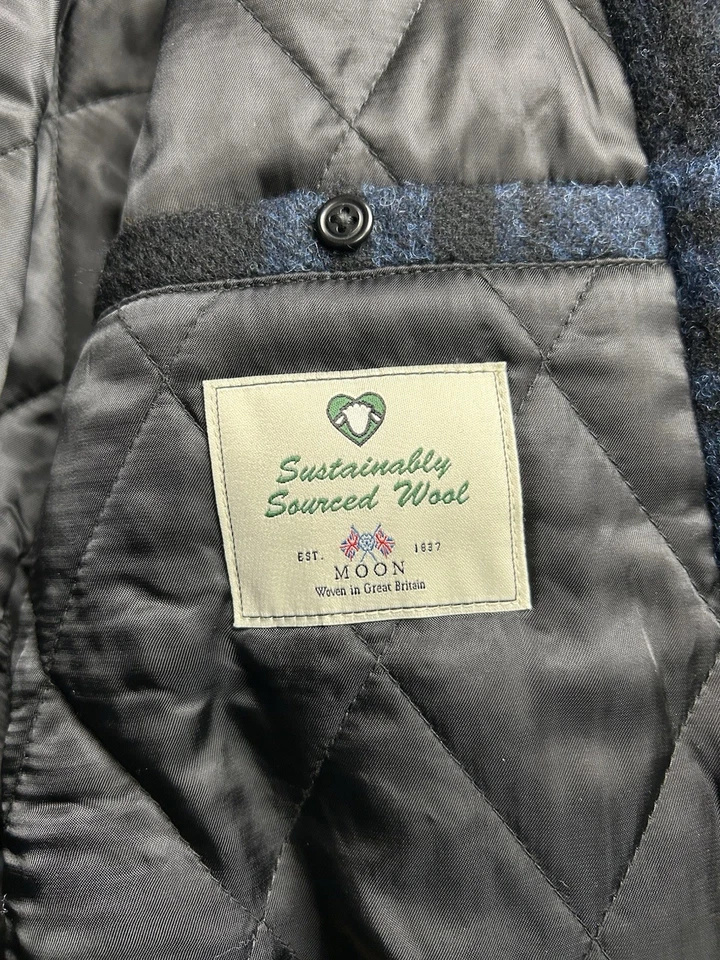 Sustainably
Sourced Wool
EST. 1837
MOON
Woven in Great Britain